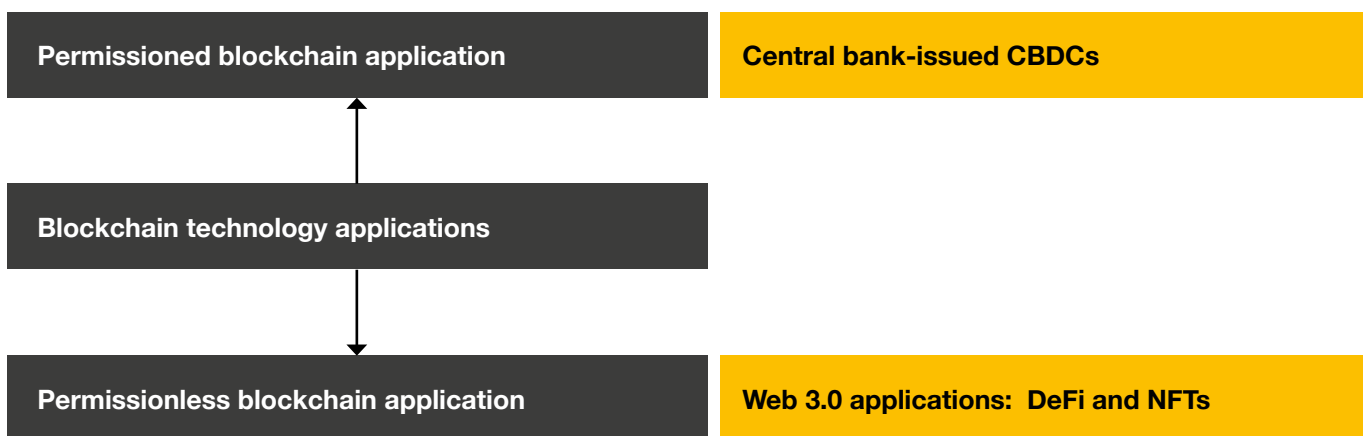 Permissioned blockchain application
Central bank-issued CBDCs
Blockchain technology applications
Permissionless blockchain application
Web 3.0 applications:  DeFi and NFTs